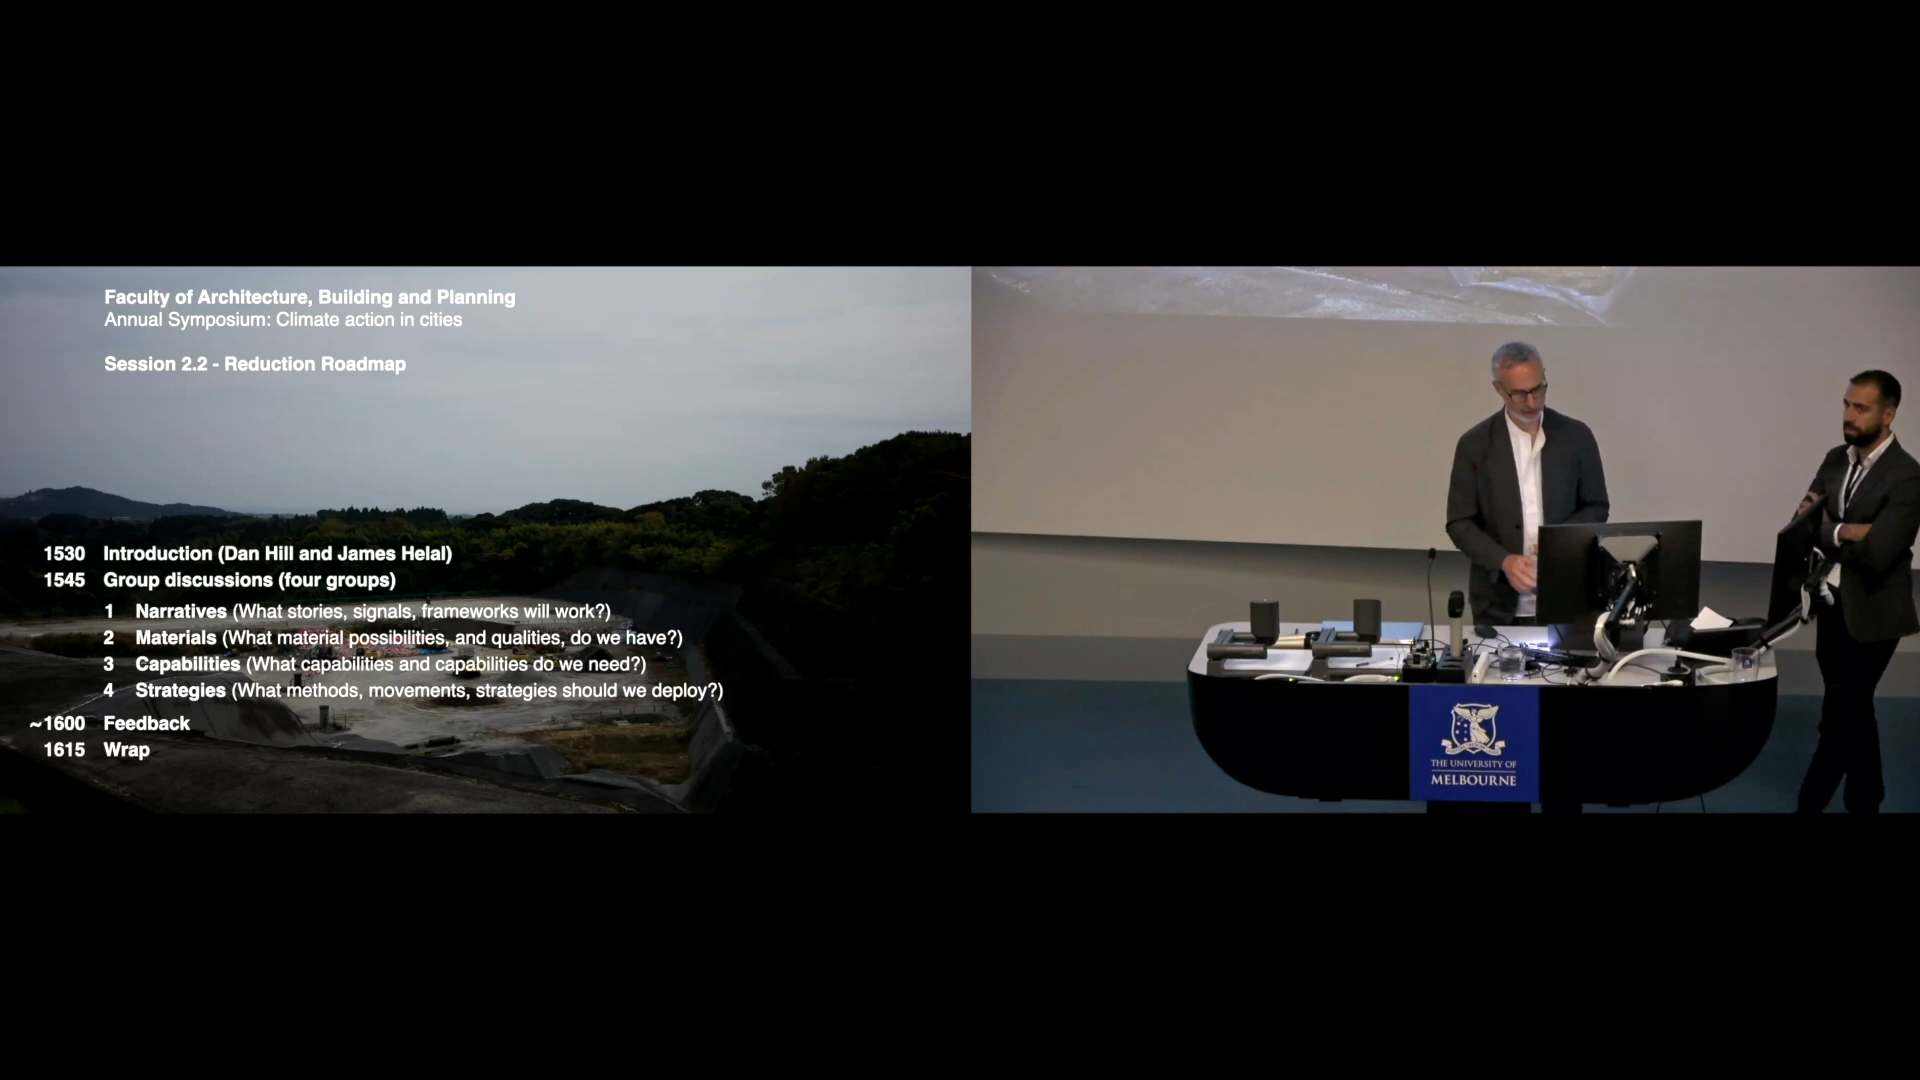 Faculty of Architecture, Building and Planning
Annual Symposium: Climate action in cities
Session 2.2 - Reduction Roadmap
1530 Introduction (Dan Hill and James Helal)
1545 Group discussions (four groups)
1 Narratives (What stories, signals, frameworks will work?)
2 Materials (What material possibilities, and qualities, do we have?)
3 Capabilities (What capabilities and capabilities do we need?)
4 Strategies (What methods, movements, strategies should we deploy?)
~1600 Feedback
1615 Wrap
THE UNIVERSITY OF
MELBOURNE